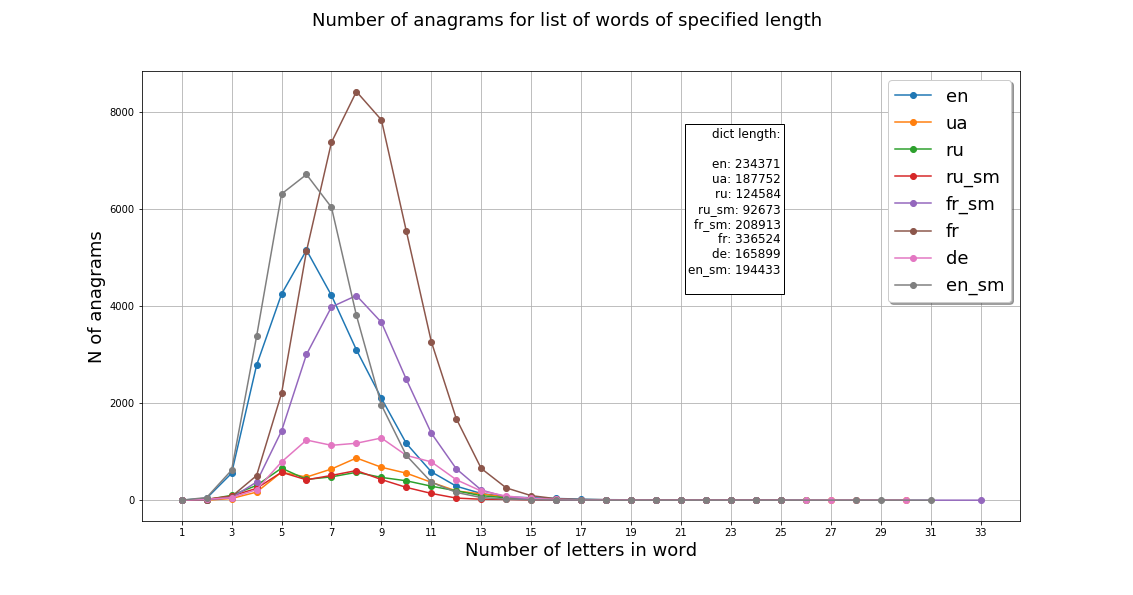 Number of anagrams for list of words of specified length
N of anagrams
8000
6000
4000
2000
0
dict length:
en: 234371
ua: 187752
ru: 124584
ru_sm: 92673
fr_sm: 208913
fr: 336524
de: 165899
en_sm: 194433
en
ua
ru
ru_sm
fr_sm
fr
de
en_sm
1 3 5 7 9 11 13 15 17 19 21 23 25 27 29 31 33
Number of letters in word